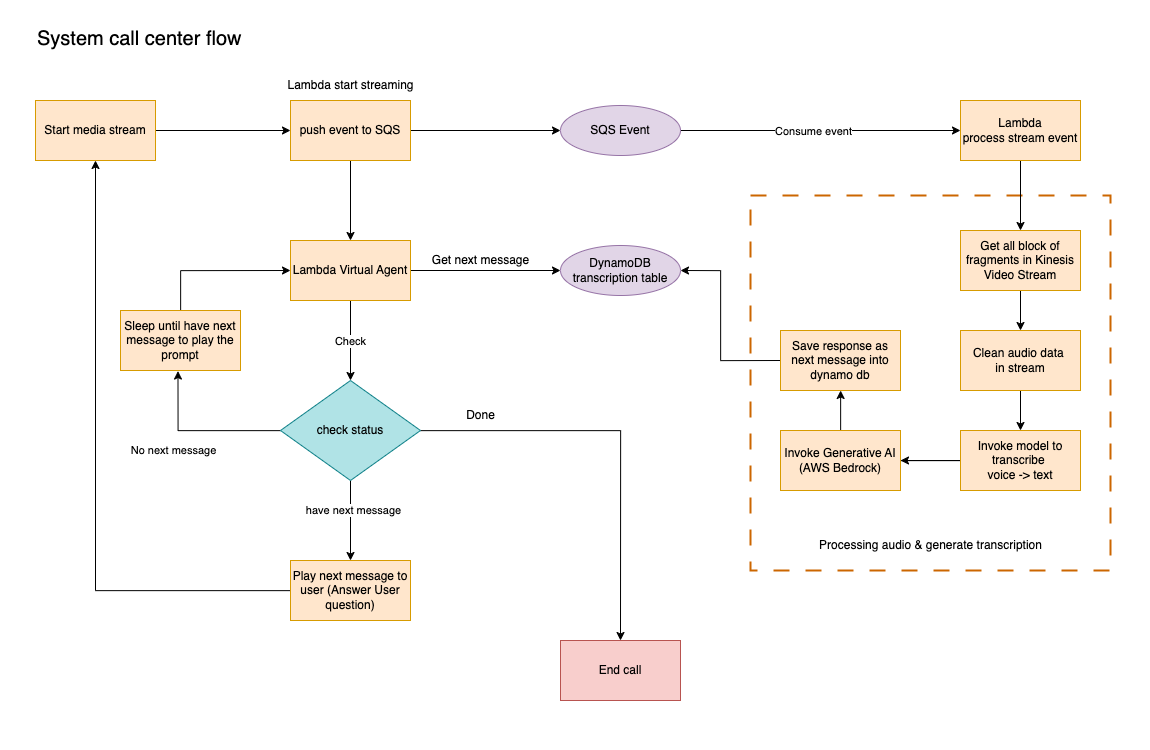 System call center flow
Lambda start streaming
Start media stream
push event to SQS
SQS Event
Consume event
Lambda
process stream event
Lambda Virtual Agent
Get next message
DynamoDB
transcription table
Get all block of
fragments in Kinesis
Video Stream
Sleep until have next
message to play the
prompt
Check
Save response as
next message into
dynamo db
Clean audio data
in stream
check status
Done
No next message
Invoke Generative AI
(AWS Bedrock)
Invoke model to
transcribe
voice -> text
have next message
Processing audio & generate transcription
Play next message to
user (Answer User
question)
End call